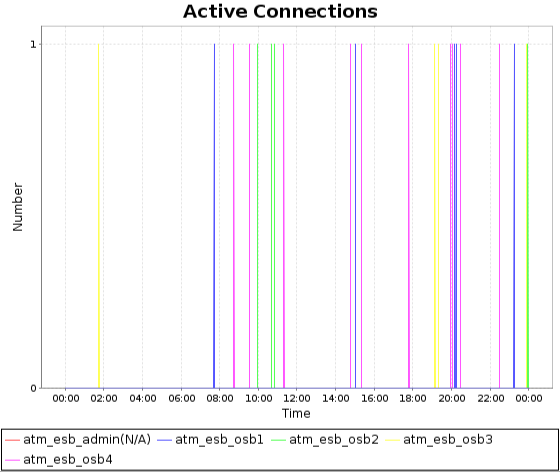 Active Connections
1
Number
0
00:00 02:00 04:00 06:00 08:00 10:00 12:00 14:00 16:00 18:00 20:00 22:00 00:00
Time
atm_esb_admin(N/A) atm_esb_osb1 atm_esb_osb2 atm_esb_osb3
atm_esb_osb4